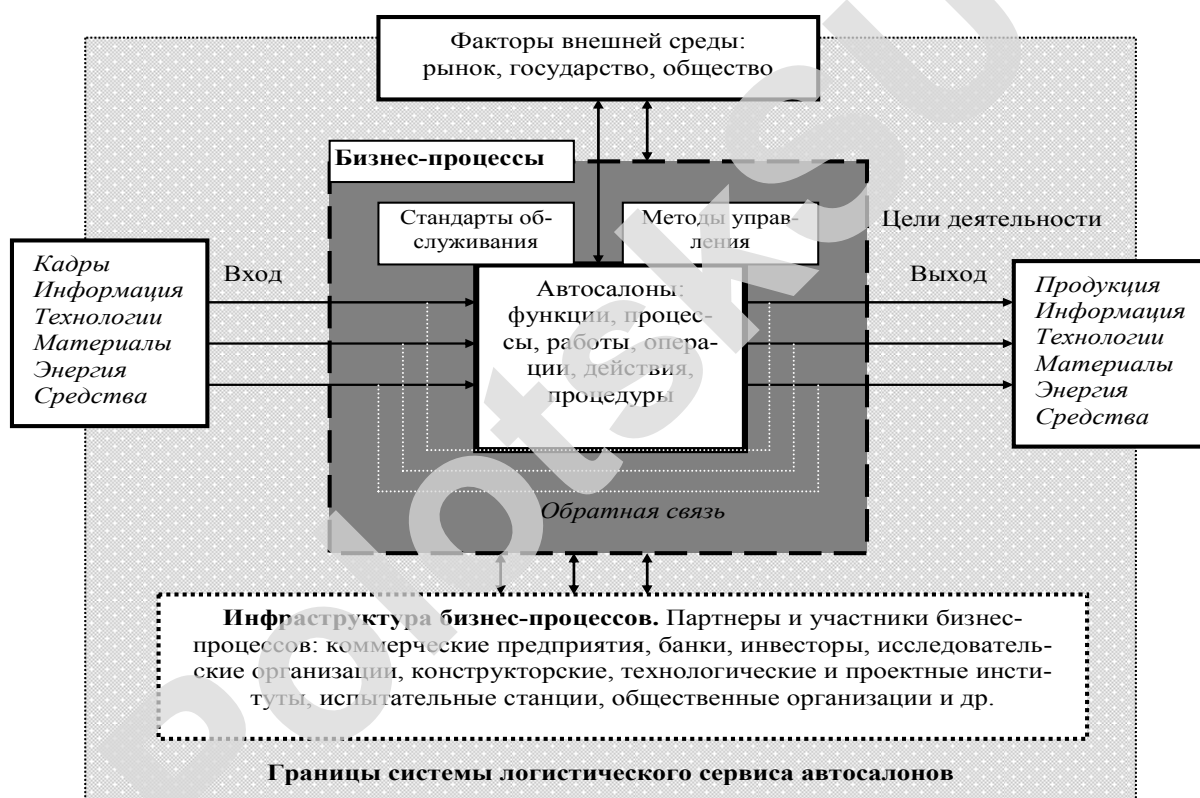 Факторы внешней среды:
рынок, государство, общество
Бизнес-процессы
Стандарты об-
служивания
Методы управ-
ления
Цели деятельности
Кадры
Информация
Технологии
Материалы
Энергия
Средства
Вход
Автосалоны:
функции, процес-
сы, работы, опера-
ции, действия,
процедуры
Выход
Продукция
Информация
Технологии
Материалы
Энергия
Средства
Обратная связь
Инфраструктура бизнес-процессов. Партнеры и участники бизнес-
процессов: коммерческие предприятия, банки, инвесторы, исследователь-
ские организации, конструкторские, технологические и проектные инсти-
туты, испытательные станции, общественные организации и др.
Границы системы логистического сервиса автосалонов
PolotskSU